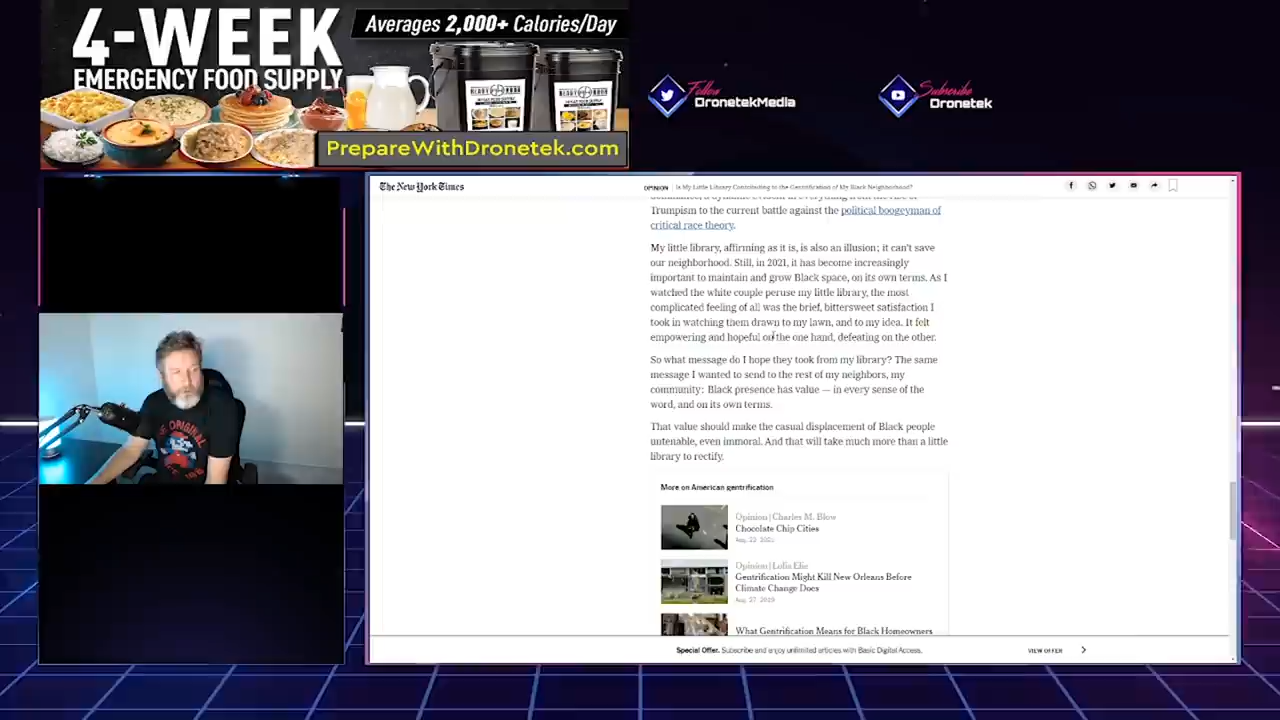 4-WEEK
EMERGENCY FOOD SUPPLY
Averages 2,000+ Calories/Day
READY HOUR
PrepareWithDronetek.com
Follow
DronetekMedia
Subscribe
Dronetek
The New York Times
OPINION | Is My Little Library Contributing to the Gentrification of My Black Neighborhood?
Trumpism to the current battle against the political boogeyman of
critical race theory.
My little library, affirming as it is, is also an illusion; it can't save
our neighborhood. Still, in 2021, it has become increasingly
important to maintain and grow Black space, on its own terms. As I
watched the white couple peruse my little library, the most
complicated feeling of all was the brief, bittersweet satisfaction I
took in watching them drawn to my lawn, and to my idea. It felt
empowering and hopeful on the one hand, defeating on the other.
So what message do I hope they took from my library? The same
message I wanted to send to the rest of my neighbors, my
community: Black presence has value — in every sense of the
word, and on its own terms.
That value should make the casual displacement of Black people
untenable, even immoral. And that will take much more than a little
library to rectify.
More on American gentrification
Opinion | Charles M. Blow
Chocolate Chip Cities
Opinion | Lolis Elie
Gentrification Might Kill New Orleans Before
Climate Change Does
What Gentrification Means for Black Homeowners
Special Offer. Subscribe and enjoy unlimited articles with Basic Digital Access.
VIEW OFFER